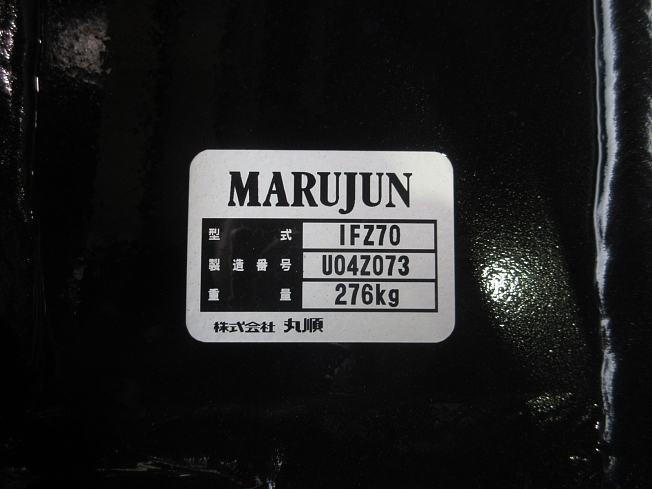 MARUJUN
型式 IFZ70
製造番号 U04Z073
重量 276kg
株式会社 丸順